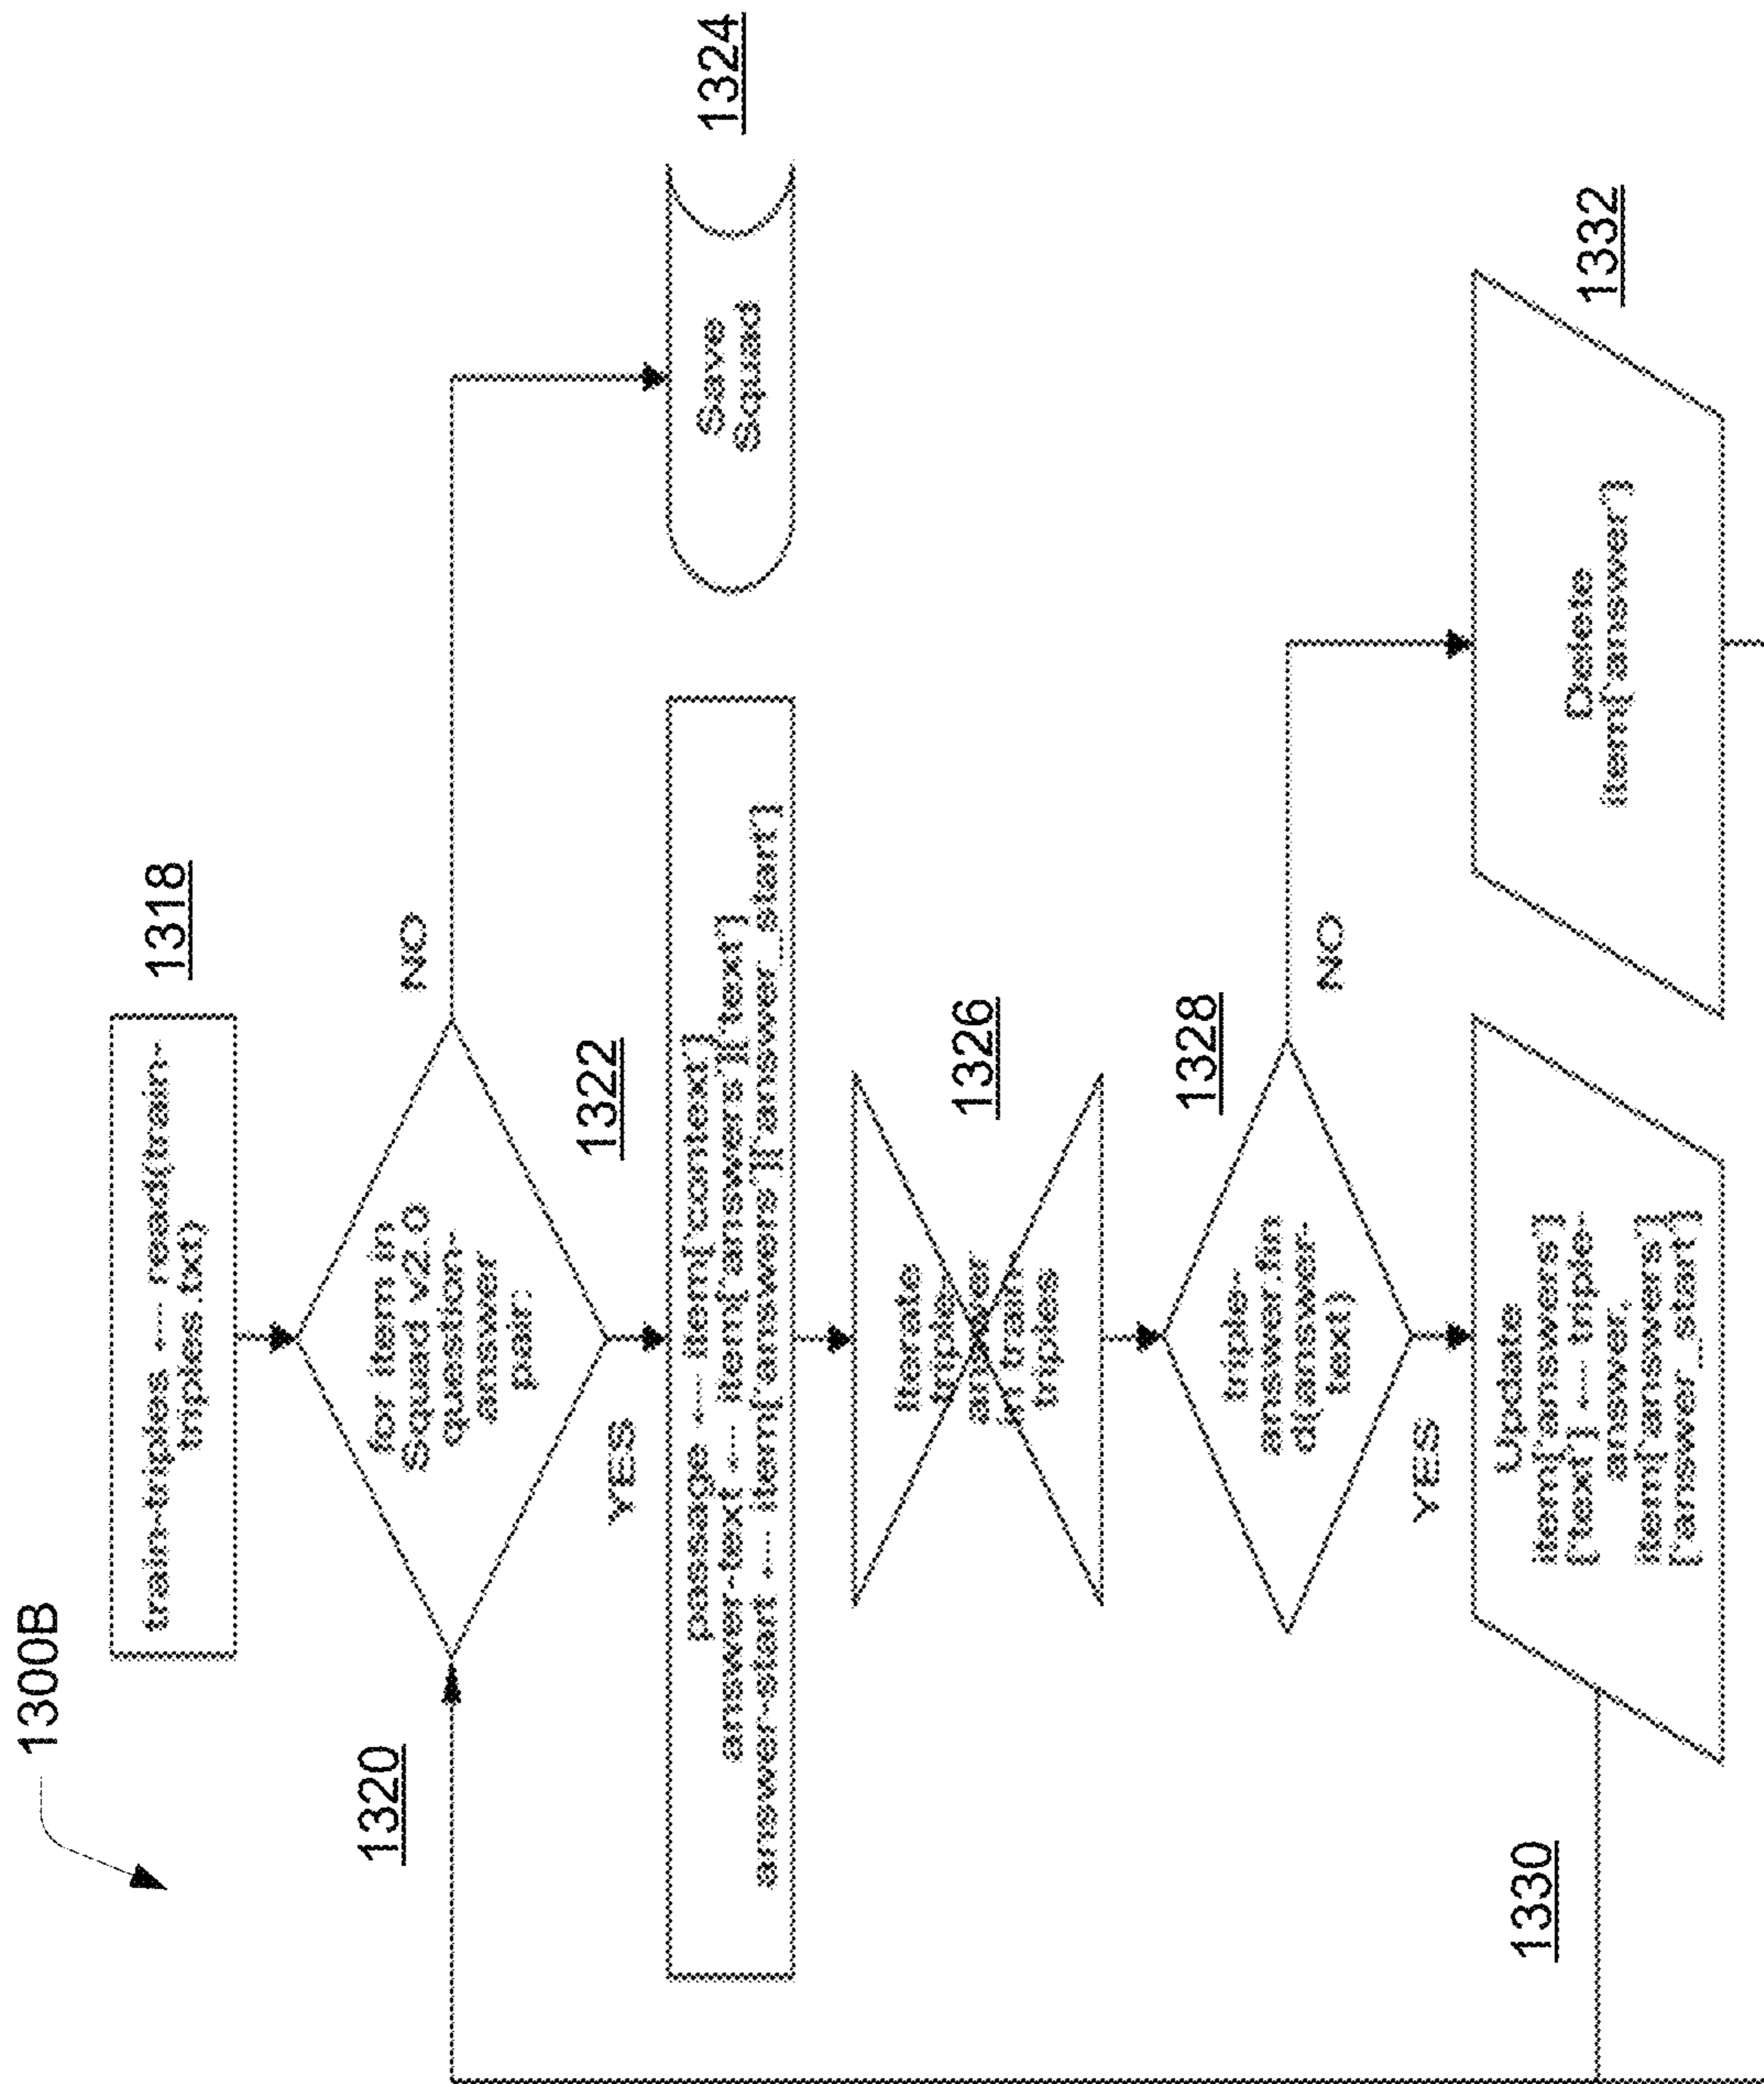 1300B
train-triples ← read(train-
triples.txt)
1318
for item in
Squad v2.0
question-
answer
pair:
1320
NO
YES
1322
Save
Squad
1324
passage ← item['context']
answer-text ← item['answers']['text']
answer-start ← item['answers']['answer_start']
Iterate
triple-
answer
in train-
triples
1326
triple-
answer.fin
d(answer-
text)
1328
NO
YES
Update
item['answers']
['text'] ← triple-
answer,
item['answers']
['answer_start']
1330
Delete
item['answer']
1332